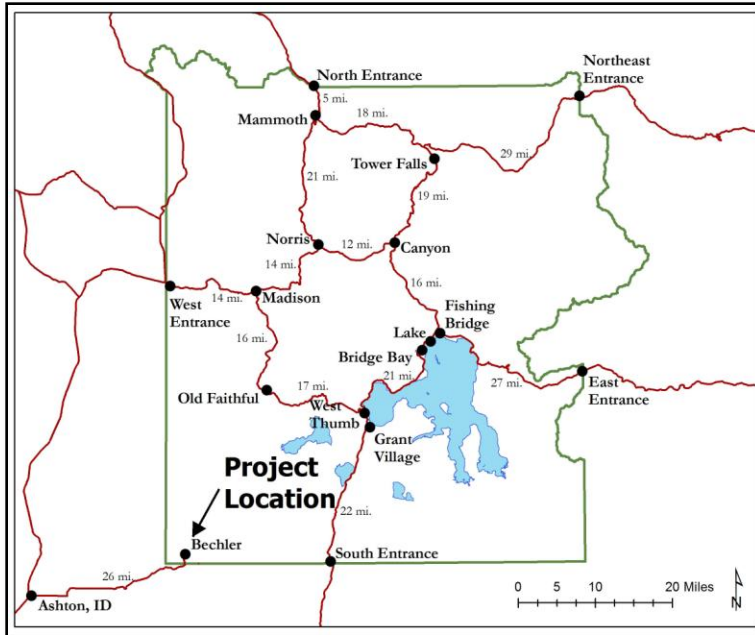 North Entrance
Northeast
Entrance
5 mi.
18 mi.
Mammoth
29 mi.
Tower Falls
21 mi.
19 mi.
Norris
12 mi.
Canyon
14 mi.
16 mi.
14 mi.
Madison
West
Entrance
Fishing
Bridge
Lake
16 mi.
Bridge Bay
21 mi.
27 mi.
East
Entrance
Old Faithful
17 mi.
West
Thumb
Grant
Village
Project
Location
22 mi.
Bechler
South Entrance
26 mi.
Ashton, ID
0 5 10 20 Miles
N